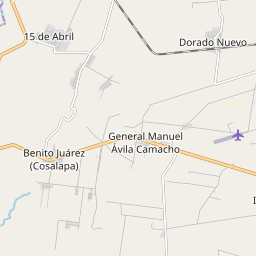 15 de Abril
Dorado Nuevo
General Manuel
Ávila Camacho
Benito Juárez
(Cosalapa)